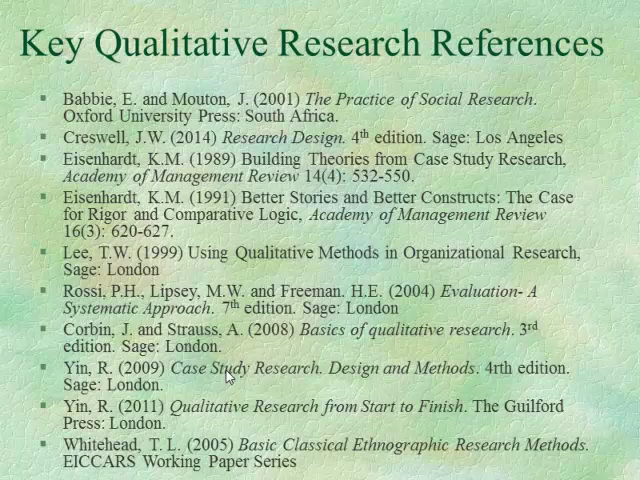 Key Qualitative Research References
Babbie, E. and Mouton, J. (2001) The Practice of Social Research.
Oxford University Press: South Africa.
Creswell, J.W. (2014) Research Design. 4th edition. Sage: Los Angeles
Eisenhardt, K.M. (1989) Building Theories from Case Study Research,
Academy of Management Review 14(4): 532-550.
Eisenhardt, K.M. (1991) Better Stories and Better Constructs: The Case
for Rigor and Comparative Logic, Academy of Management Review
16(3): 620-627.
Lee, T.W. (1999) Using Qualitative Methods in Organizational Research,
Sage: London
Rossi, P.H., Lipsey, M.W. and Freeman. H.E. (2004) Evaluation- A
Systematic Approach. 7th edition. Sage: London
Corbin, J. and Strauss, A. (2008) Basics of qualitative research. 3rd
edition. Sage: London.
Yin, R. (2009) Case Study Research. Design and Methods. 4rth edition.
Sage: London.
Yin, R. (2011) Qualitative Research from Start to Finish. The Guilford
Press: London.
Whitehead, T. L. (2005) Basic Classical Ethnographic Research Methods.
EICCARS Working Paper Series